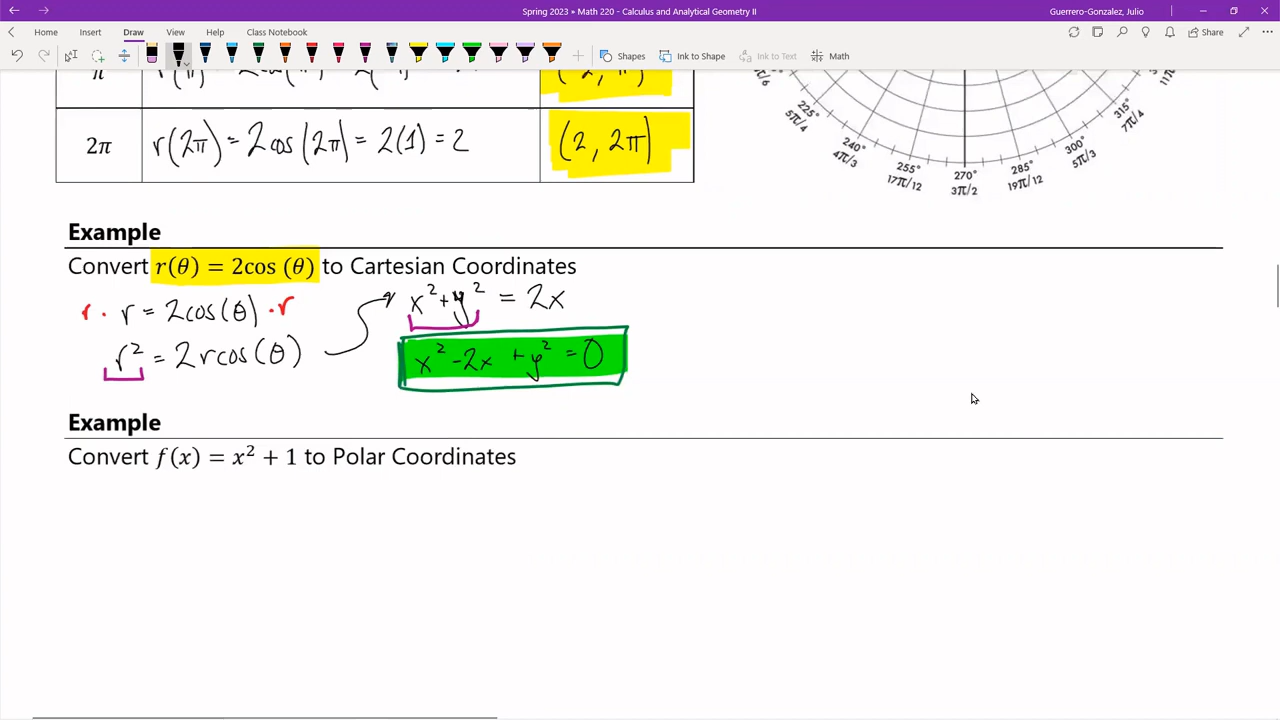 Spring 2023 » Math 220 - Calculus and Analytical Geometry II
Guerrero-Gonzalez, Julio
Home Insert Draw View Help Class Notebook
Share
Shapes Ink to Shape Ink to Text Math
2π r(2π) = 2cos(2π) = 2(1) = 2 (2, 2π)
225°
5π/4
240°
4π/3
255°
17π/12
270°
3π/2
285°
19π/12
300°
5π/3
315°
7π/4
Example
Convert r(θ) = 2cos (θ) to Cartesian Coordinates
r · r = 2cos(θ) · r
r² = 2rcos(θ)
x² + y² = 2x
x² - 2x + y² = 0
Example
Convert f(x) = x² + 1 to Polar Coordinates